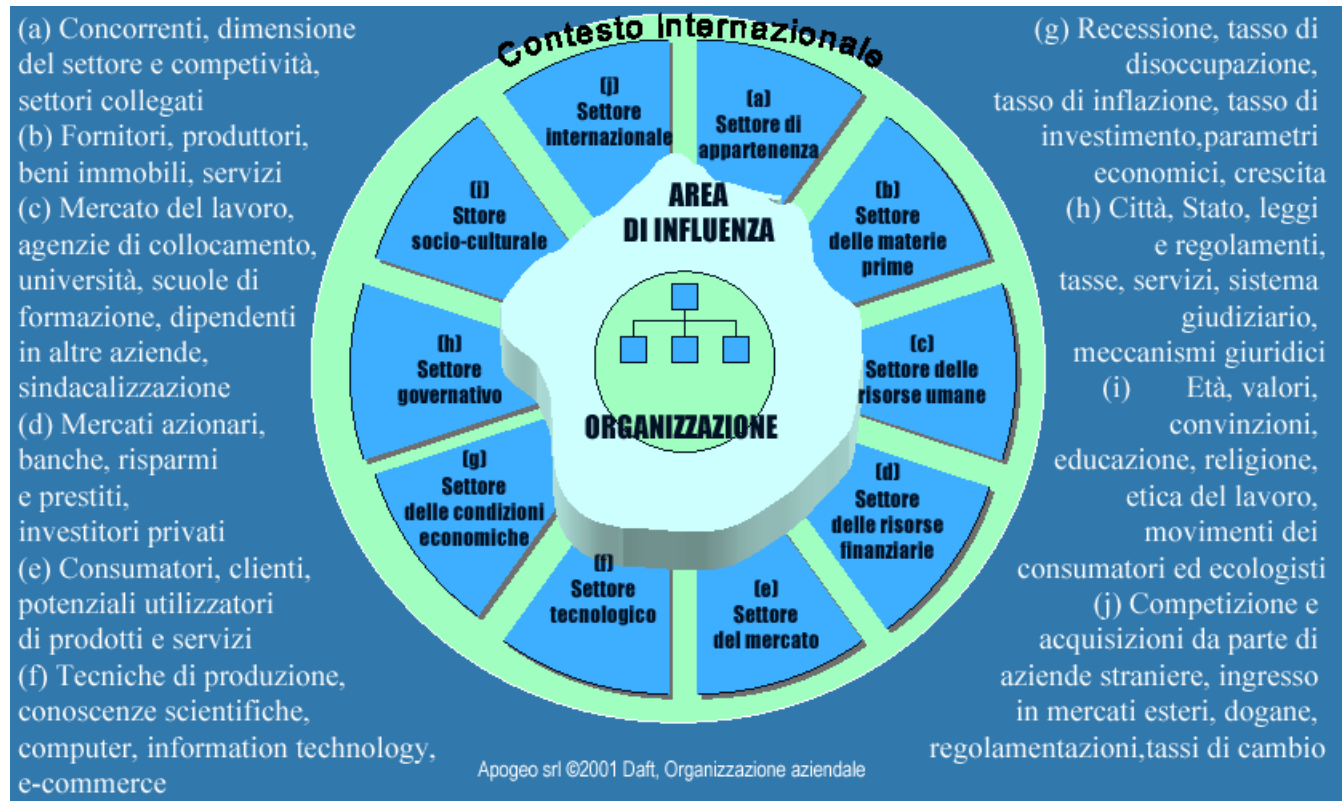 (a) Concorrenti, dimensione
del settore e competività,
settori collegati
(b) Fornitori, produttori,
beni immobili, servizi
(c) Mercato del lavoro,
agenzie di collocamento,
università, scuole di
formazione, dipendenti
in altre aziende,
sindacalizzazione
(d) Mercati azionari,
banche, risparmi
e prestiti,
investitori privati
(e) Consumatori, clienti,
potenziali utilizzatori
di prodotti e servizi
(f) Tecniche di produzione,
conoscenze scientifiche,
computer, information technology,
e-commerce
Contesto Internazionale
(j)
Settore
internazionale
(a)
Settore di
appartenenza
(i)
Sttore
socio-culturale
(b)
Settore
delle materie
prime
AREA
DI INFLUENZA
(h)
Settore
governativo
(c)
Settore delle
risorse umane
ORGANIZZAZIONE
(g)
Settore
delle condizioni
economiche
(d)
Settore
delle risorse
finanziarie
(f)
Settore
tecnologico
(e)
Settore
del mercato
Apogeo srl ©2001 Daft, Organizzazione aziendale
(g) Recessione, tasso di
disoccupazione,
tasso di inflazione, tasso di
investimento,parametri
economici, crescita
(h) Città, Stato, leggi
e regolamenti,
tasse, servizi, sistema
giudiziario,
meccanismi giuridici
(i) Età, valori,
convinzioni,
educazione, religione,
etica del lavoro,
movimenti dei
consumatori ed ecologisti
(j) Competizione e
acquisizioni da parte di
aziende straniere, ingresso
in mercati esteri, dogane,
regolamentazioni,tassi di cambio